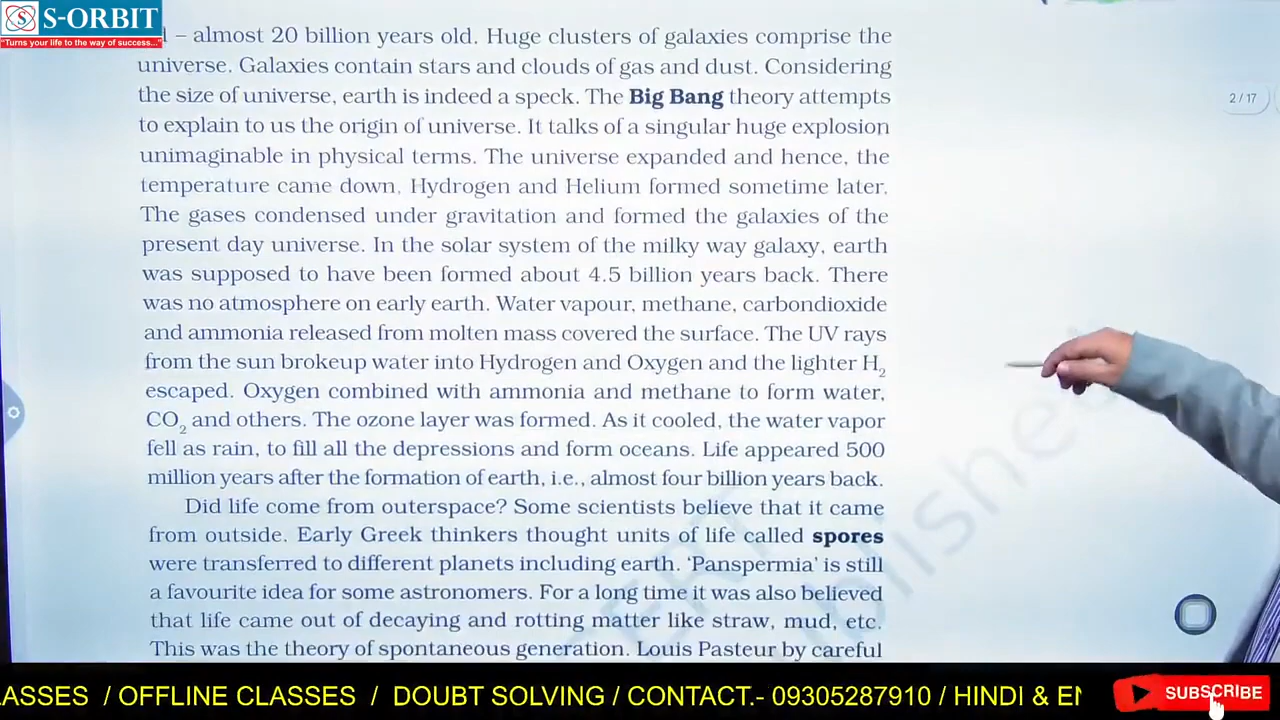 S-ORBIT
"Turns your life to the way of success..."
– almost 20 billion years old. Huge clusters of galaxies comprise the
universe. Galaxies contain stars and clouds of gas and dust. Considering
the size of universe, earth is indeed a speck. The Big Bang theory attempts
to explain to us the origin of universe. It talks of a singular huge explosion
unimaginable in physical terms. The universe expanded and hence, the
temperature came down. Hydrogen and Helium formed sometime later.
The gases condensed under gravitation and formed the galaxies of the
present day universe. In the solar system of the milky way galaxy, earth
was supposed to have been formed about 4.5 billion years back. There
was no atmosphere on early earth. Water vapour, methane, carbondioxide
and ammonia released from molten mass covered the surface. The UV rays
from the sun brokeup water into Hydrogen and Oxygen and the lighter H2
escaped. Oxygen combined with ammonia and methane to form water,
CO2 and others. The ozone layer was formed. As it cooled, the water vapor
fell as rain, to fill all the depressions and form oceans. Life appeared 500
million years after the formation of earth, i.e., almost four billion years back.
Did life come from outerspace? Some scientists believe that it came
from outside. Early Greek thinkers thought units of life called spores
were transferred to different planets including earth. ‘Panspermia’ is still
a favourite idea for some astronomers. For a long time it was also believed
that life came out of decaying and rotting matter like straw, mud, etc.
This was the theory of spontaneous generation. Louis Pasteur by careful
2 / 17
LASSES / OFFLINE CLASSES / DOUBT SOLVING / CONTACT.- 09305287910 / HINDI &
SUBSCRIBE